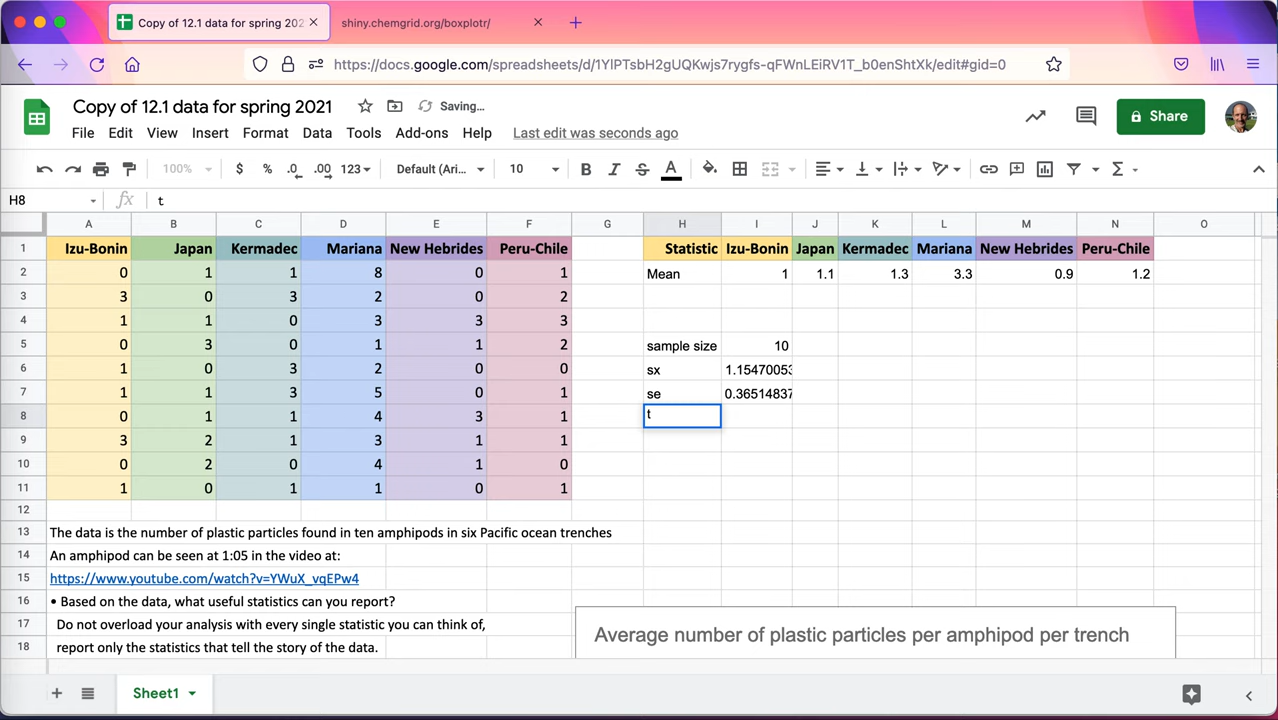 Copy of 12.1 data for spring 202
shiny.chemgrid.org/boxplotr/
https://docs.google.com/spreadsheets/d/1YlPTsbH2gUQKwjs7rygfs-qFWnLEiRV1T_b0enShtXk/edit#gid=0
Copy of 12.1 data for spring 2021 Saving...
File Edit View Insert Format Data Tools Add-ons Help Last edit was seconds ago
Share
100% $ % .0 .00 123 Default (Ari... 10 B I S A Σ
H8 fx t
A B C D E F G H I J K L M N O
1 Izu-Bonin Japan Kermadec Mariana New Hebrides Peru-Chile Statistic Izu-Bonin Japan Kermadec Mariana New Hebrides Peru-Chile
2 0 1 1 8 0 1 Mean 1 1.1 1.3 3.3 0.9 1.2
3 3 0 3 2 0 2
4 1 1 0 3 3 3
5 0 3 0 1 1 2 sample size 10
6 1 0 3 2 0 0 sx 1.15470053
7 1 1 3 5 0 1 se 0.36514837
8 0 1 1 4 3 1 t
9 3 2 1 3 1 1
10 0 2 0 4 1 0
11 1 0 1 1 0 1
12
13 The data is the number of plastic particles found in ten amphipods in six Pacific ocean trenches
14 An amphipod can be seen at 1:05 in the video at:
15 https://www.youtube.com/watch?v=YWuX_vqEPw4
16 • Based on the data, what useful statistics can you report?
17 Do not overload your analysis with every single statistic you can think of,
18 report only the statistics that tell the story of the data.
Average number of plastic particles per amphipod per trench
Sheet1